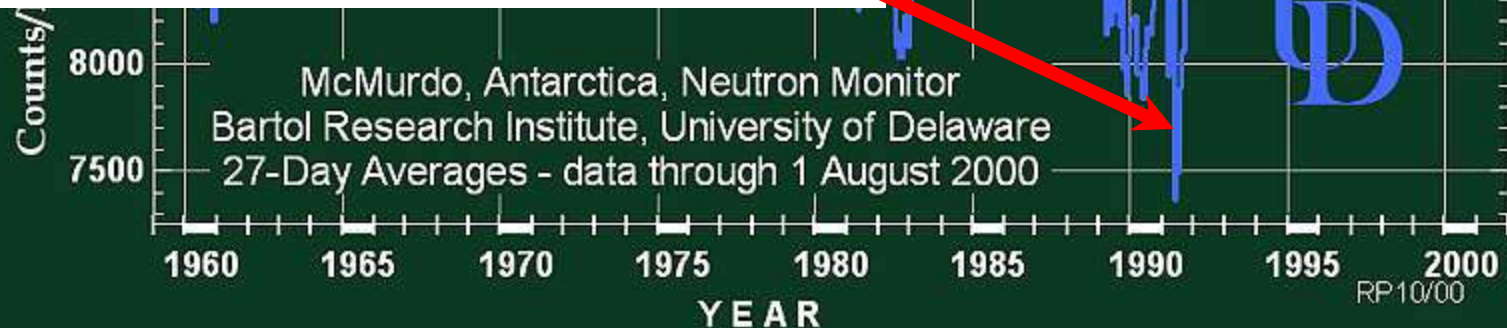 Counts/
8000
7500
McMurdo, Antarctica, Neutron Monitor
Bartol Research Institute, University of Delaware
27-Day Averages - data through 1 August 2000
UD
1960 1965 1970 1975 1980 1985 1990 1995 2000
RP10/00
YEAR